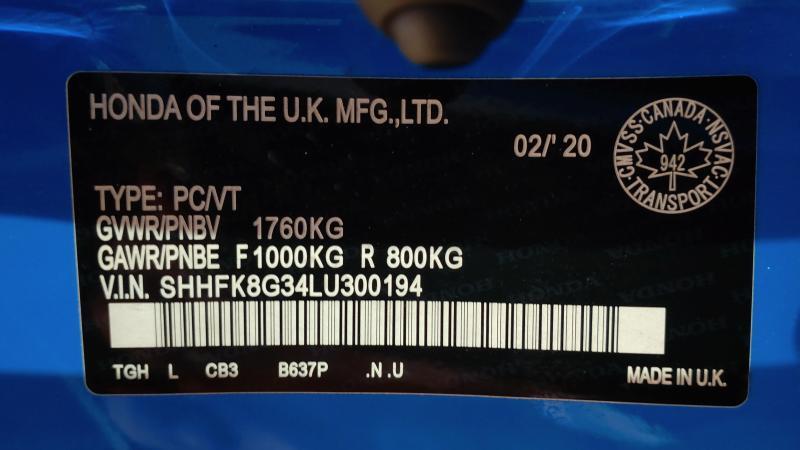 HONDA OF THE U.K. MFG.,LTD.
02/' 20
CMVSS·CANADA·NSVAC
942
TRANSPORT
TYPE: PC/VT
GVWR/PNBV 1760KG
GAWR/PNBE F 1000KG R 800KG
V.I.N. SHHFK8G34LU300194
TGH L CB3 B637P .N .U
MADE IN U.K.